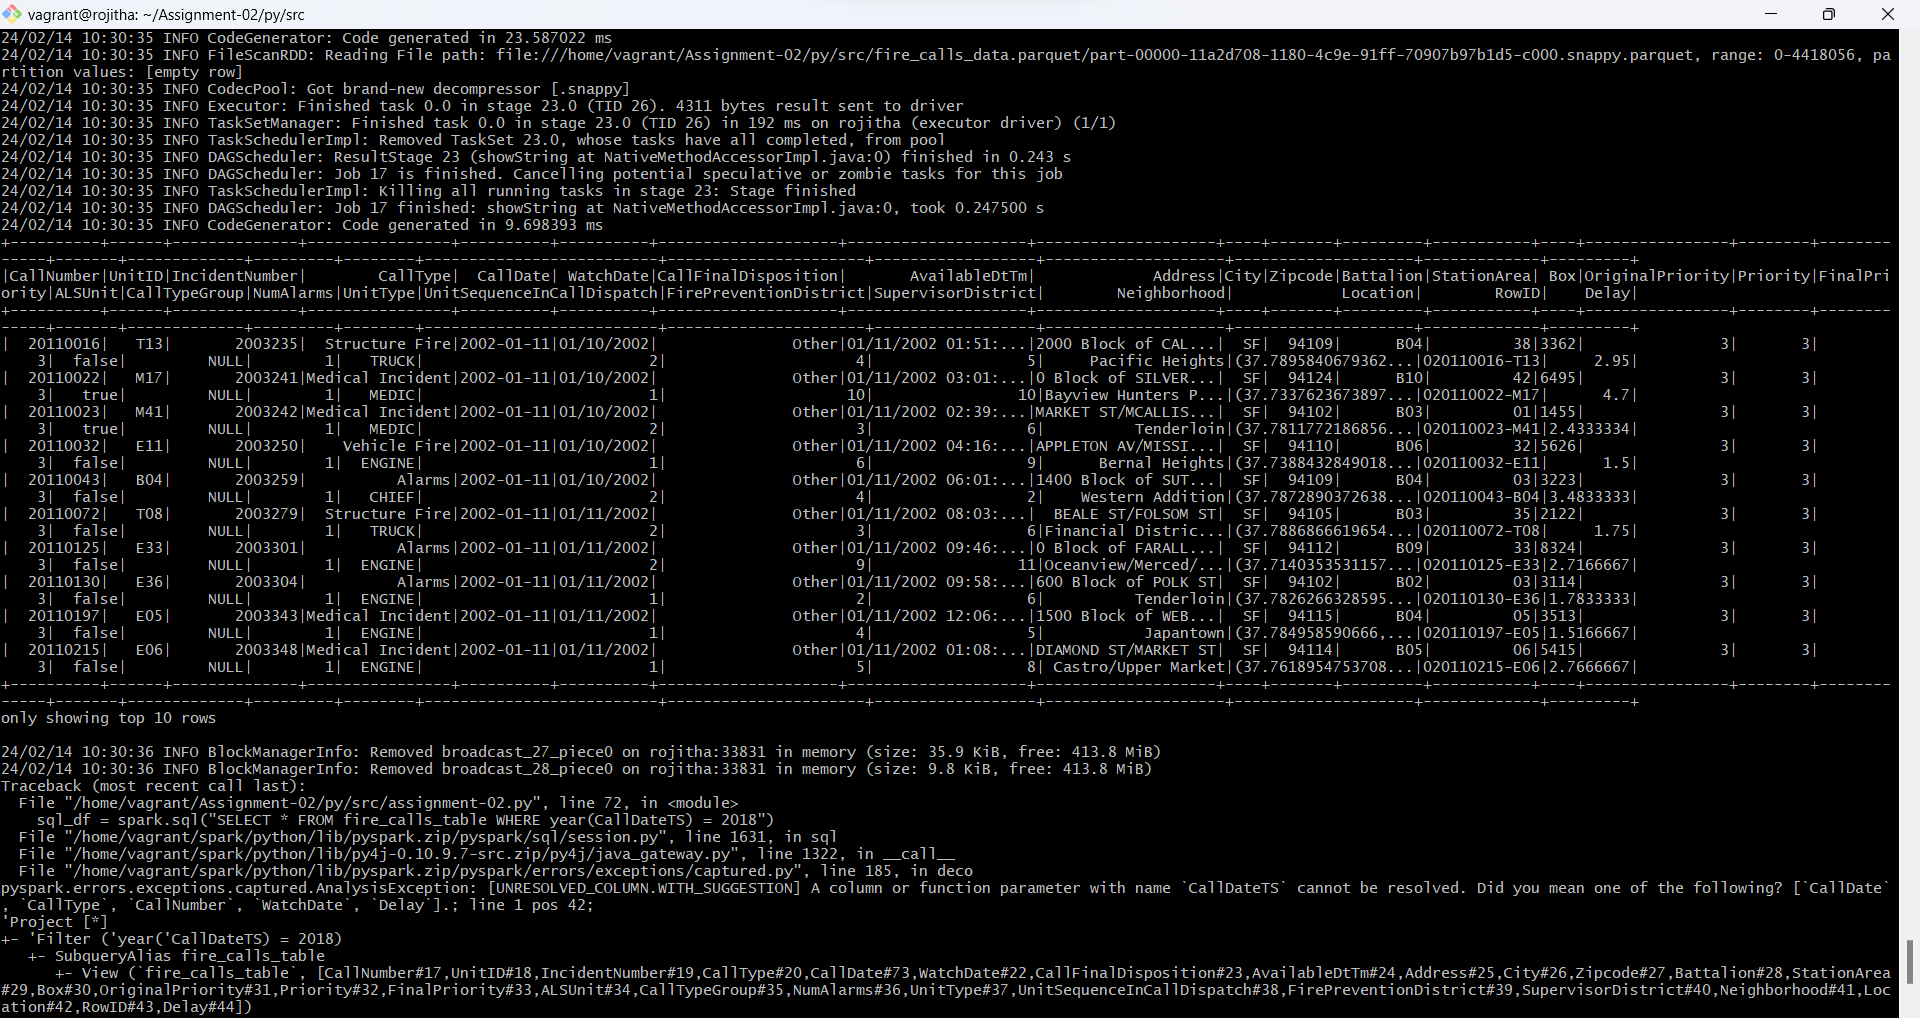 vagrant@rojitha: ~/Assignment-02/py/src
24/02/14 10:30:35 INFO CodeGenerator: Code generated in 23.587022 ms
24/02/14 10:30:35 INFO FileScanRDD: Reading File path: file:///home/vagrant/Assignment-02/py/src/fire_calls_data.parquet/part-00000-11a2d708-1180-4c9e-91ff-70907b97b1d5-c000.snappy.parquet, range: 0-4418056, pa
rtition values: [empty row]
24/02/14 10:30:35 INFO CodecPool: Got brand-new decompressor [.snappy]
24/02/14 10:30:35 INFO Executor: Finished task 0.0 in stage 23.0 (TID 26). 4311 bytes result sent to driver
24/02/14 10:30:35 INFO TaskSetManager: Finished task 0.0 in stage 23.0 (TID 26) in 192 ms on rojitha (executor driver) (1/1)
24/02/14 10:30:35 INFO TaskSchedulerImpl: Removed TaskSet 23.0, whose tasks have all completed, from pool
24/02/14 10:30:35 INFO DAGScheduler: ResultStage 23 (showString at NativeMethodAccessorImpl.java:0) finished in 0.243 s
24/02/14 10:30:35 INFO DAGScheduler: Job 17 is finished. Cancelling potential speculative or zombie tasks for this job
24/02/14 10:30:35 INFO TaskSchedulerImpl: Killing all running tasks in stage 23: Stage finished
24/02/14 10:30:35 INFO DAGScheduler: Job 17 finished: showString at NativeMethodAccessorImpl.java:0, took 0.247500 s
24/02/14 10:30:35 INFO CodeGenerator: Code generated in 9.698393 ms
+----------+------+--------------+----------------+----------+----------+--------------------+--------------------+--------------------+----+-------+---------+-----------+----+----------------+--------+--------
-----+-------+-------------+---------+--------+--------------------------+----------------------+------------------+--------------------+--------------------+-------------+---------+
|CallNumber|UnitID|IncidentNumber|        CallType|  CallDate| WatchDate|CallFinalDisposition|       AvailableDtTm|             Address|City|Zipcode|Battalion|StationArea| Box|OriginalPriority|Priority|FinalPri
ority|ALSUnit|CallTypeGroup|NumAlarms|UnitType|UnitSequenceInCallDispatch|FirePreventionDistrict|SupervisorDistrict|        Neighborhood|            Location|        RowID|    Delay|
+----------+------+--------------+----------------+----------+----------+--------------------+--------------------+--------------------+----+-------+---------+-----------+----+----------------+--------+--------
-----+-------+-------------+---------+--------+--------------------------+----------------------+------------------+--------------------+--------------------+-------------+---------+
|  20110016|   T13|       2003235|  Structure Fire|2002-01-11|01/10/2002|               Other|01/11/2002 01:51:...|2000 Block of CAL...|  SF|  94109|      B04|         38|3362|               3|       3|
    3|  false|         NULL|        1|   TRUCK|                         2|                     4|                 5|     Pacific Heights|(37.7895840679362...|020110016-T13|     2.95|
|  20110022|   M17|       2003241|Medical Incident|2002-01-11|01/10/2002|               Other|01/11/2002 03:01:...|0 Block of SILVER...|  SF|  94124|      B10|         42|6495|               3|       3|
    3|   true|         NULL|        1|   MEDIC|                         1|                    10|                10|Bayview Hunters P...|(37.7337623673897...|020110022-M17|      4.7|
|  20110023|   M41|       2003242|Medical Incident|2002-01-11|01/10/2002|               Other|01/11/2002 02:39:...|MARKET ST/MCALLIS...|  SF|  94102|      B03|         01|1455|               3|       3|
    3|   true|         NULL|        1|   MEDIC|                         2|                     3|                 6|          Tenderloin|(37.7811772186856...|020110023-M41|2.4333334|
|  20110032|   E11|       2003250|    Vehicle Fire|2002-01-11|01/10/2002|               Other|01/11/2002 04:16:...|APPLETON AV/MISSI...|  SF|  94110|      B06|         32|5626|               3|       3|
    3|  false|         NULL|        1|  ENGINE|                         1|                     6|                 9|      Bernal Heights|(37.7388432849018...|020110032-E11|      1.5|
|  20110043|   B04|       2003259|          Alarms|2002-01-11|01/10/2002|               Other|01/11/2002 06:01:...|1400 Block of SUT...|  SF|  94109|      B04|         03|3223|               3|       3|
    3|  false|         NULL|        1|   CHIEF|                         2|                     4|                 2|    Western Addition|(37.7872890372638...|020110043-B04|3.4833333|
|  20110072|   T08|       2003279|  Structure Fire|2002-01-11|01/11/2002|               Other|01/11/2002 08:03:...|  BEALE ST/FOLSOM ST|  SF|  94105|      B03|         35|2122|               3|       3|
    3|  false|         NULL|        1|   TRUCK|                         2|                     3|                 6|Financial Distric...|(37.7886866619654...|020110072-T08|     1.75|
|  20110125|   E33|       2003301|          Alarms|2002-01-11|01/11/2002|               Other|01/11/2002 09:46:...|0 Block of FARALL...|  SF|  94112|      B09|         33|8324|               3|       3|
    3|  false|         NULL|        1|  ENGINE|                         2|                     9|                11|Oceanview/Merced/...|(37.7140353531157...|020110125-E33|2.7166667|
|  20110130|   E36|       2003304|          Alarms|2002-01-11|01/11/2002|               Other|01/11/2002 09:58:...|600 Block of POLK ST|  SF|  94102|      B02|         03|3114|               3|       3|
    3|  false|         NULL|        1|  ENGINE|                         1|                     2|                 6|          Tenderloin|(37.7826266328595...|020110130-E36|1.7833333|
|  20110197|   E05|       2003343|Medical Incident|2002-01-11|01/11/2002|               Other|01/11/2002 12:06:...|1500 Block of WEB...|  SF|  94115|      B04|         05|3513|               3|       3|
    3|  false|         NULL|        1|  ENGINE|                         1|                     4|                 5|           Japantown|(37.784958590666,...|020110197-E05|1.5166667|
|  20110215|   E06|       2003348|Medical Incident|2002-01-11|01/11/2002|               Other|01/11/2002 01:08:...|DIAMOND ST/MARKET ST|  SF|  94114|      B05|         06|5415|               3|       3|
    3|  false|         NULL|        1|  ENGINE|                         1|                     5|                 8| Castro/Upper Market|(37.7618954753708...|020110215-E06|2.7666667|
+----------+------+--------------+----------------+----------+----------+--------------------+--------------------+--------------------+----+-------+---------+-----------+----+----------------+--------+--------
-----+-------+-------------+---------+--------+--------------------------+----------------------+------------------+--------------------+--------------------+-------------+---------+
only showing top 10 rows
24/02/14 10:30:36 INFO BlockManagerInfo: Removed broadcast_27_piece0 on rojitha:33831 in memory (size: 35.9 KiB, free: 413.8 MiB)
24/02/14 10:30:36 INFO BlockManagerInfo: Removed broadcast_28_piece0 on rojitha:33831 in memory (size: 9.8 KiB, free: 413.8 MiB)
Traceback (most recent call last):
  File "/home/vagrant/Assignment-02/py/src/assignment-02.py", line 72, in <module>
    sql_df = spark.sql("SELECT * FROM fire_calls_table WHERE year(CallDateTS) = 2018")
  File "/home/vagrant/spark/python/lib/pyspark.zip/pyspark/sql/session.py", line 1631, in sql
  File "/home/vagrant/spark/python/lib/py4j-0.10.9.7-src.zip/py4j/java_gateway.py", line 1322, in __call__
  File "/home/vagrant/spark/python/lib/pyspark.zip/pyspark/errors/exceptions/captured.py", line 185, in deco
pyspark.errors.exceptions.captured.AnalysisException: [UNRESOLVED_COLUMN.WITH_SUGGESTION] A column or function parameter with name `CallDateTS` cannot be resolved. Did you mean one of the following? [`CallDate`
, `CallType`, `CallNumber`, `WatchDate`, `Delay`].; line 1 pos 42;
'Project [*]
+- 'Filter ('year('CallDateTS) = 2018)
   +- SubqueryAlias fire_calls_table
      +- View (`fire_calls_table`, [CallNumber#17,UnitID#18,IncidentNumber#19,CallType#20,CallDate#73,WatchDate#22,CallFinalDisposition#23,AvailableDtTm#24,Address#25,City#26,Zipcode#27,Battalion#28,StationArea
#29,Box#30,OriginalPriority#31,Priority#32,FinalPriority#33,ALSUnit#34,CallTypeGroup#35,NumAlarms#36,UnitType#37,UnitSequenceInCallDispatch#38,FirePreventionDistrict#39,SupervisorDistrict#40,Neighborhood#41,Loc
ation#42,RowID#43,Delay#44])